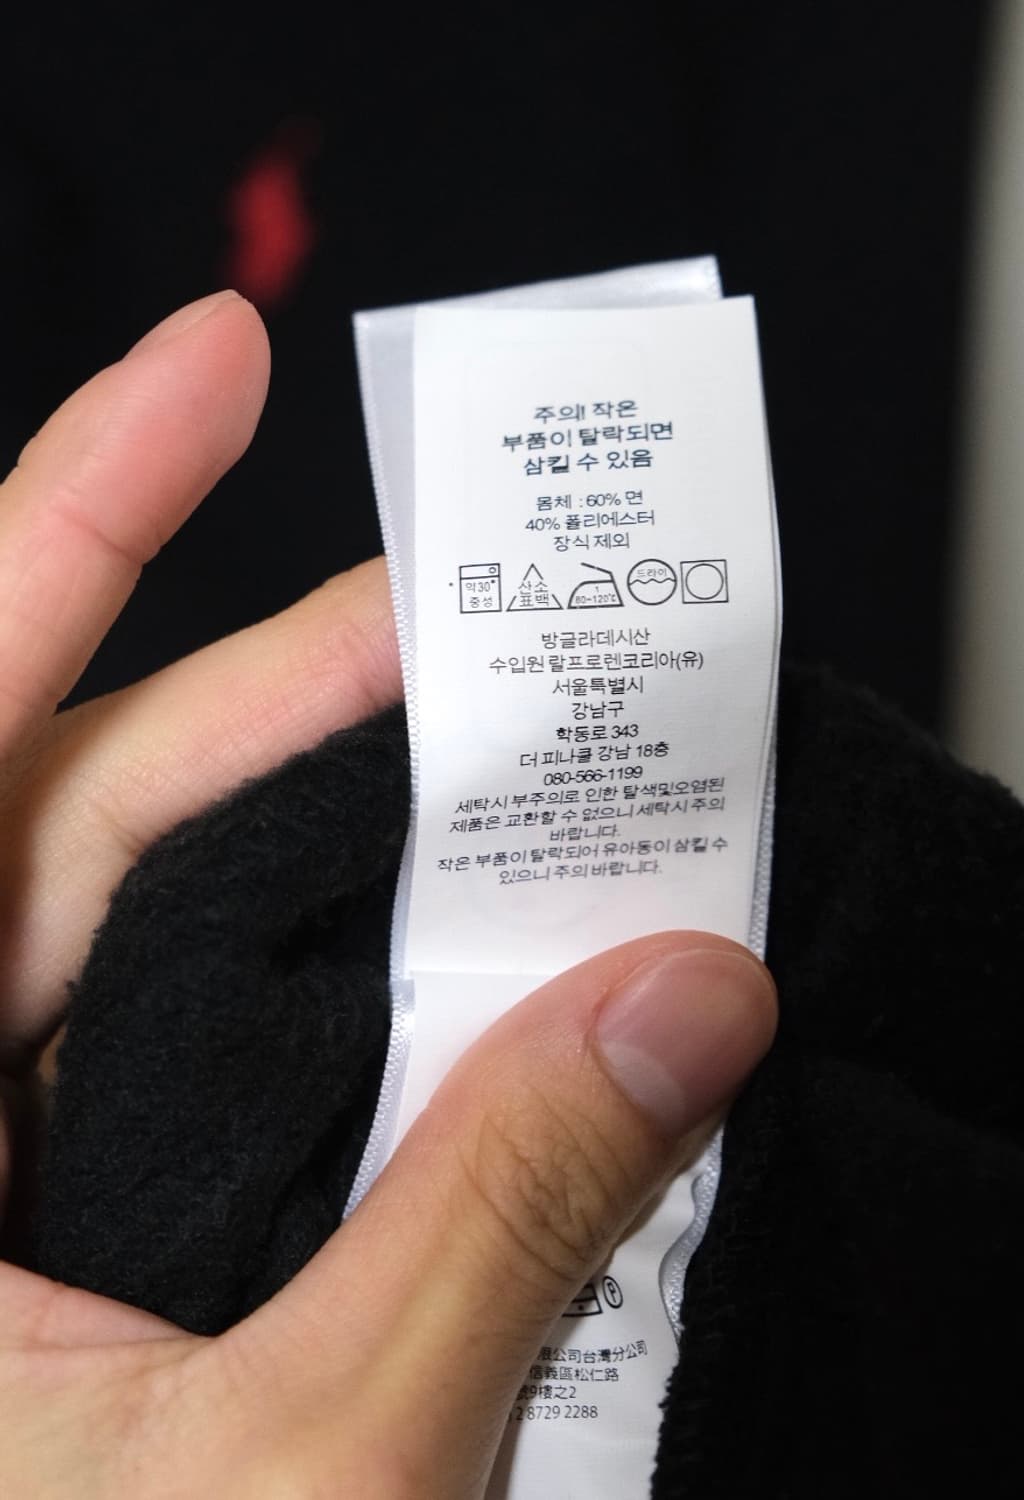 주의! 작은
부품이 탈락되면
삼킬 수 있음
몸체 : 60% 면
40% 폴리에스터
장식 제외
약30° 중성
산소 표백
1 80~120℃
드라이
방글라데시산
수입원 랄프로렌코리아(유)
서울특별시
강남구
학동로 343
더 피나클 강남 18층
080-566-1199
세탁시 부주의로 인한 탈색및오염된
제품은 교환할 수 없으니 세탁시 주의
바랍니다.
작은 부품이 탈락되어 유아동이 삼킬 수
있으니 주의 바랍니다.
P
限公司台灣分公司
信義區松仁路
號9樓之2
2 8729 2288